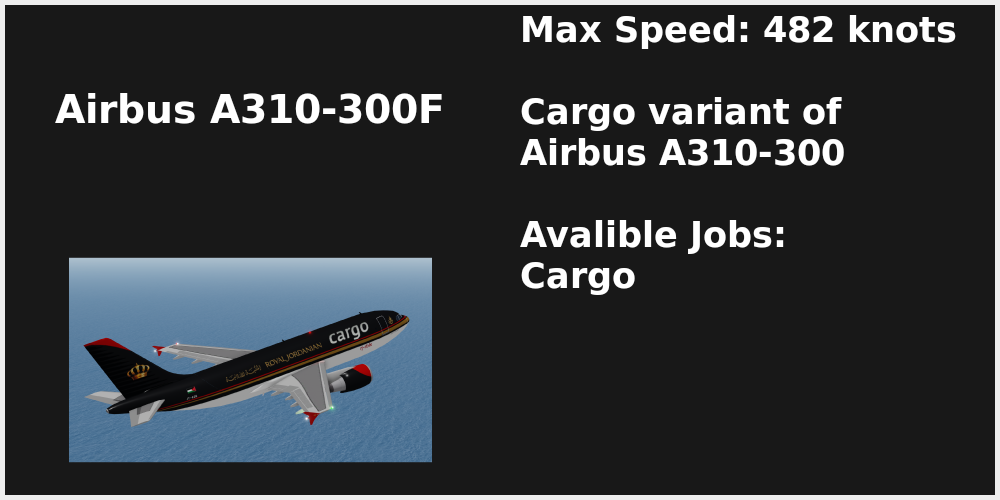 Airbus A310-300F
Max Speed: 482 knots
Cargo variant of
Airbus A310-300
Avalible Jobs:
Cargo
cargo
ROYAL JORDANIAN